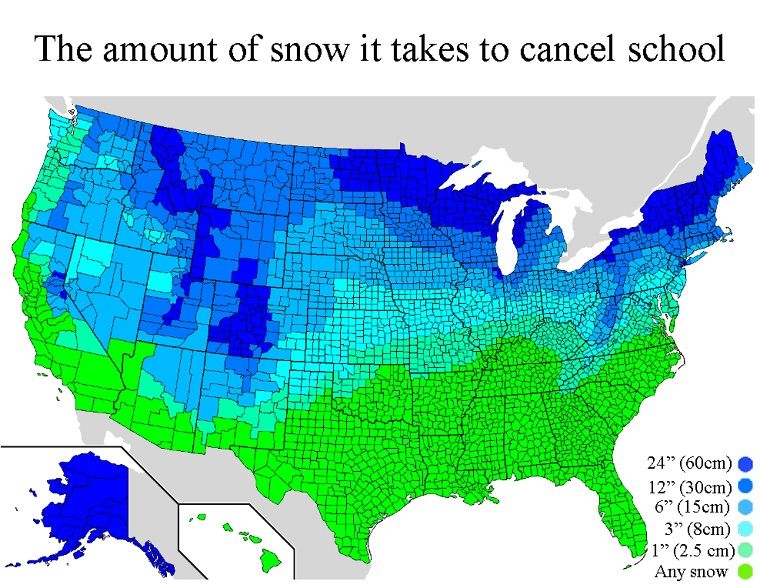 The amount of snow it takes to cancel school
24” (60cm)
12” (30cm)
6” (15cm)
3” (8cm)
1” (2.5 cm)
Any snow